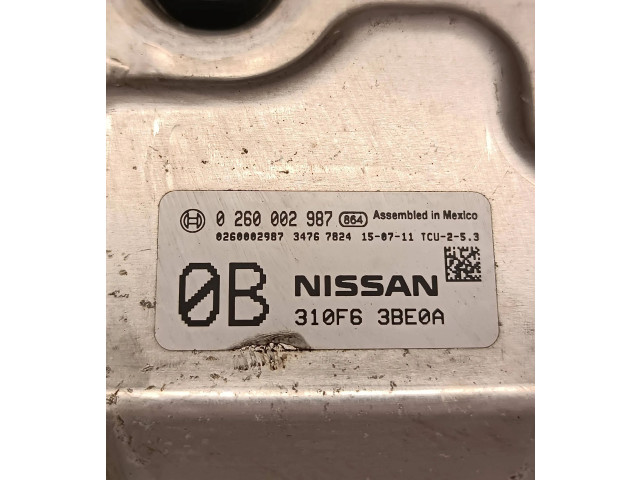 0 260 002 987 864 Assembled in Mexico
0260002987 3476 7824 15-07-11 TCU-2-5.3
0B NISSAN
310F6 3BE0A